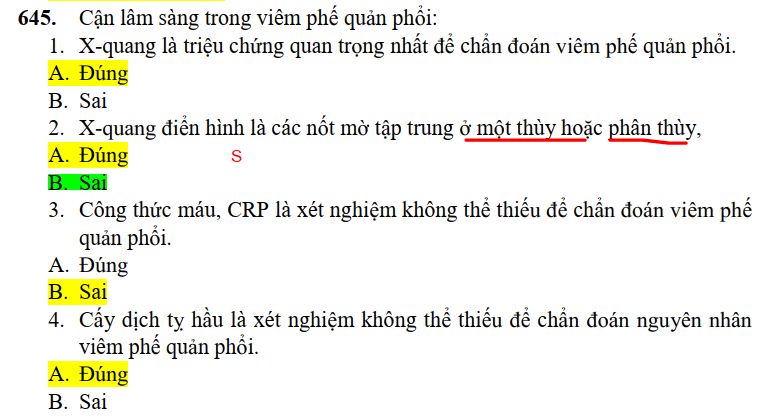 645. Cận lâm sàng trong viêm phế quản phổi:
1. X-quang là triệu chứng quan trọng nhất để chẩn đoán viêm phế quản phổi.
A. Đúng
B. Sai
2. X-quang điển hình là các nốt mờ tập trung ở một thùy hoặc phân thùy,
A. Đúng S
B. Sai
3. Công thức máu, CRP là xét nghiệm không thể thiếu để chẩn đoán viêm phế
quản phổi.
A. Đúng
B. Sai
4. Cấy dịch tỵ hầu là xét nghiệm không thể thiếu để chẩn đoán nguyên nhân
viêm phế quản phổi.
A. Đúng
B. Sai